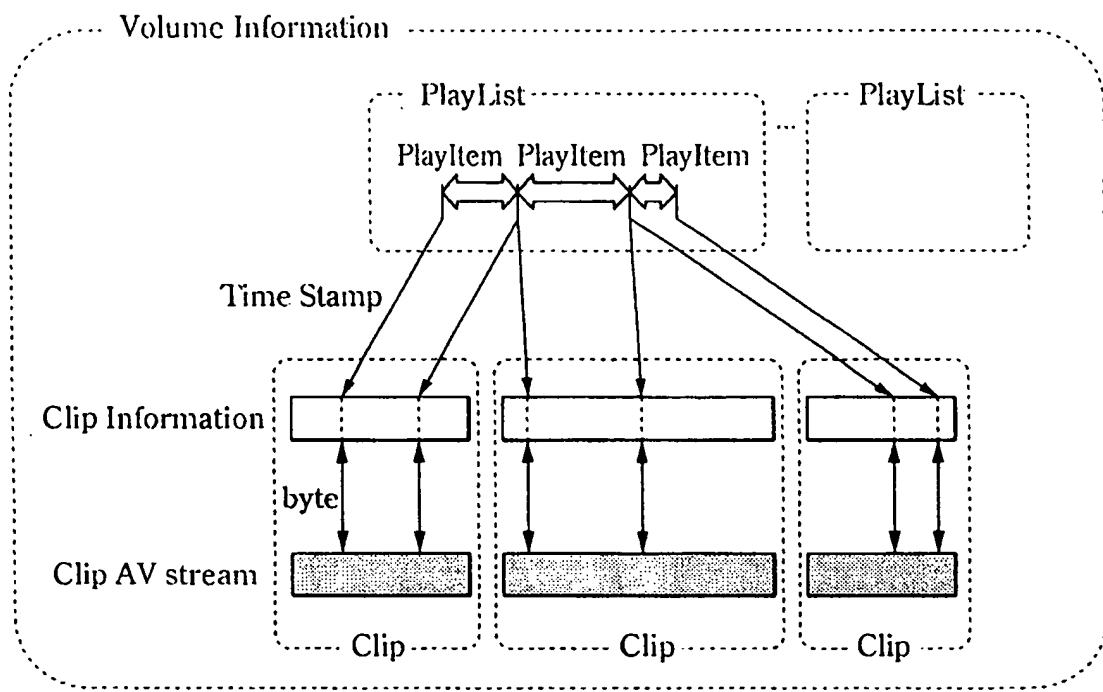 Volume Information
PlayList
...
PlayList
PlayItem PlayItem PlayItem
Time Stamp
Clip Information
byte
Clip AV stream
Clip
Clip
Clip